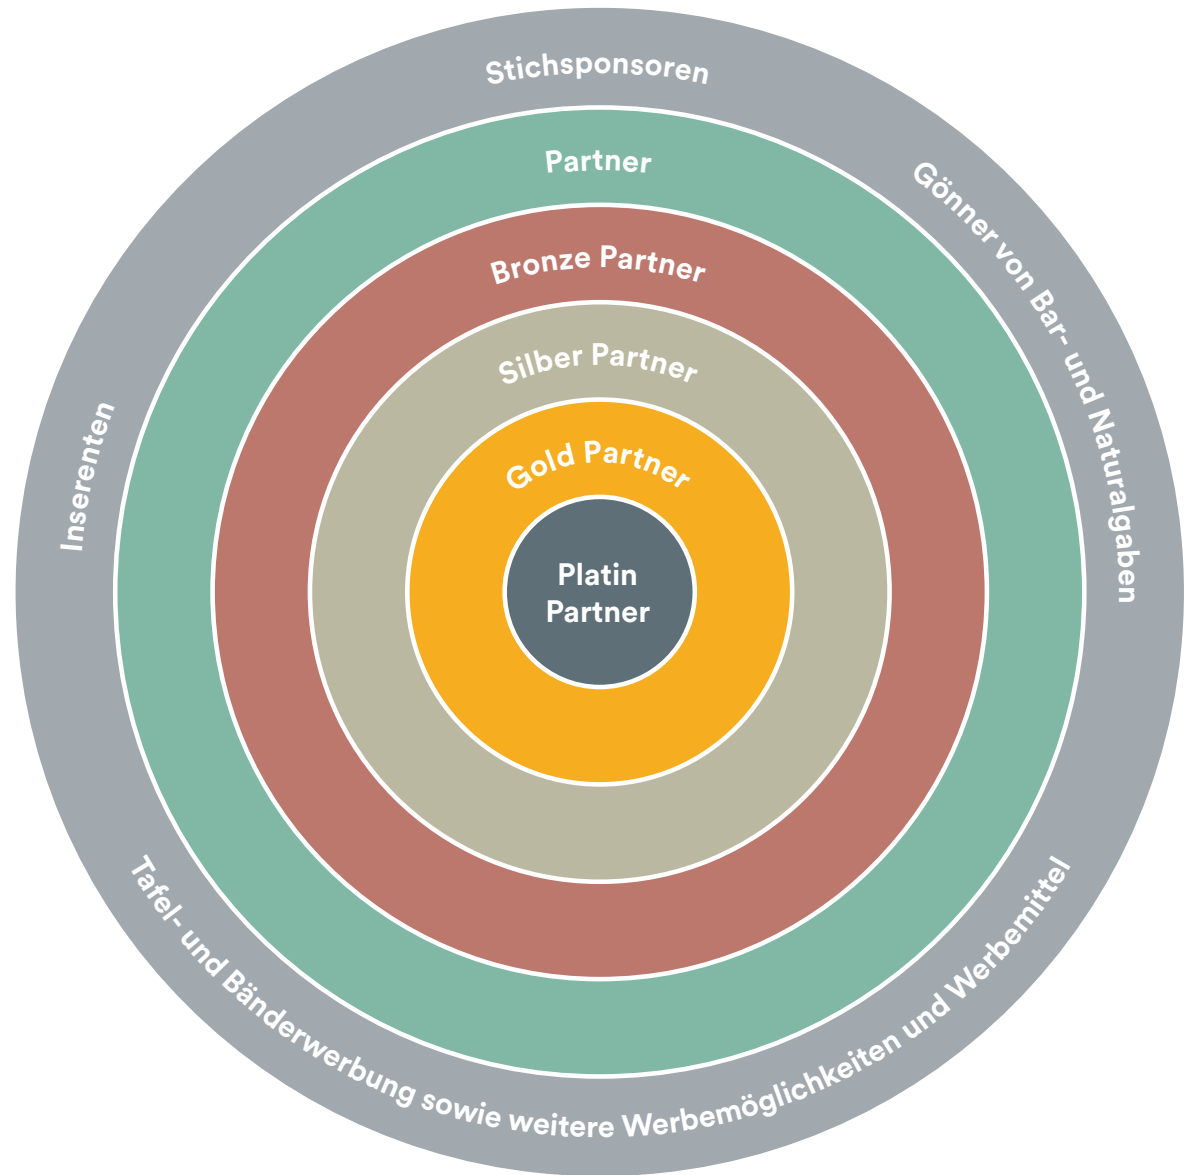 Stichsponsoren
Partner
Gönner von Bar- und Naturalgaben
Bronze Partner
Silber Partner
Inserenten
Gold Partner
Platin
Partner
Tafel- und Bänderwerbung sowie weitere Werbemöglichkeiten und Werbemittel